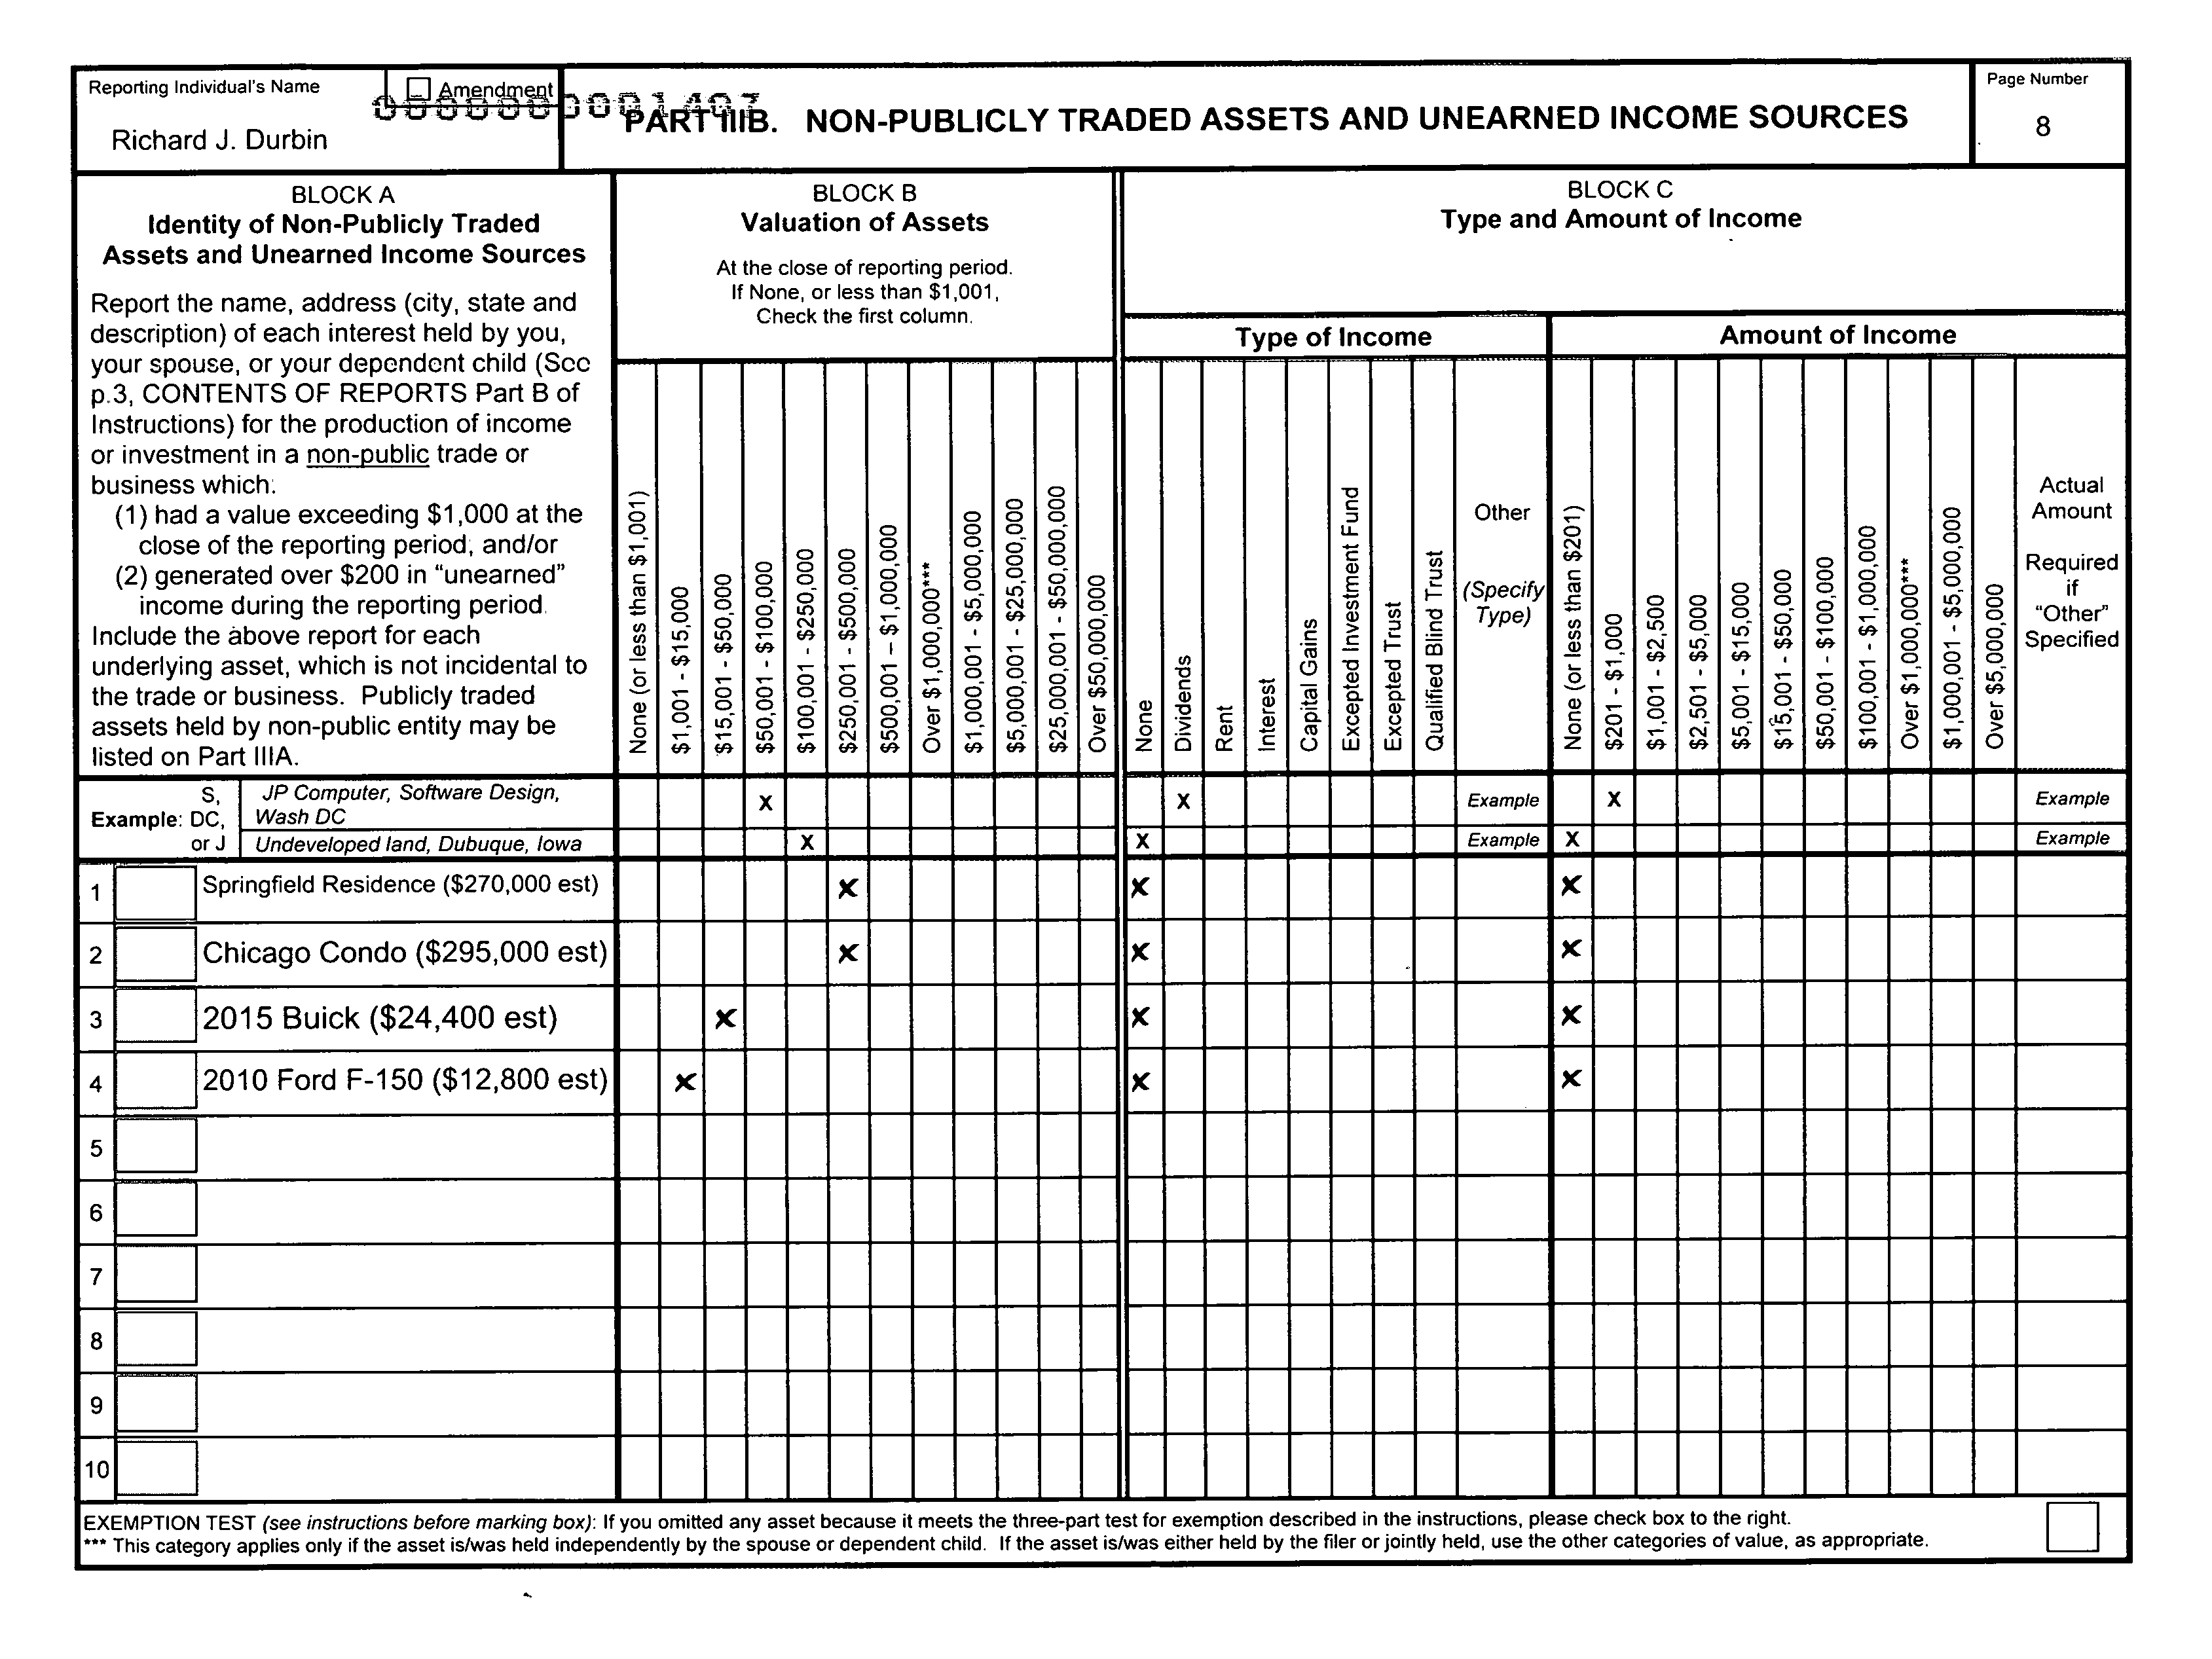 Reporting Individual's Name
Amendment
Richard J. Durbin
PART IIIB. NON-PUBLICLY TRADED ASSETS AND UNEARNED INCOME SOURCES
Page Number
8
BLOCK A
Identity of Non-Publicly Traded
Assets and Unearned Income Sources
Report the name, address (city, state and
description) of each interest held by you,
your spouse, or your dependent child (See
p.3, CONTENTS OF REPORTS Part B of
Instructions) for the production of income
or investment in a non-public trade or
business which:
(1) had a value exceeding $1,000 at the
close of the reporting period; and/or
(2) generated over $200 in "unearned"
income during the reporting period.
Include the above report for each
underlying asset, which is not incidental to
the trade or business. Publicly traded
assets held by non-public entity may be
listed on Part IIIA.
BLOCK B
Valuation of Assets
At the close of reporting period.
If None, or less than $1,001,
Check the first column.
None (or less than $1,001)
$1,001 - $15,000
$15,001 - $50,000
$50,001 - $100,000
$100,001 - $250,000
$250,001 - $500,000
$500,001 – $1,000,000
Over $1,000,000***
$1,000,001 - $5,000,000
$5,000,001 - $25,000,000
$25,000,001 - $50,000,000
Over $50,000,000
BLOCK C
Type and Amount of Income
Type of Income
None
Dividends
Rent
Interest
Capital Gains
Excepted Investment Fund
Excepted Trust
Qualified Blind Trust
Other
(Specify
Type)
Amount of Income
None (or less than $201)
$201 - $1,000
$1,001 - $2,500
$2,501 - $5,000
$5,001 - $15,000
$15,001 - $50,000
$50,001 - $100,000
$100,001 - $1,000,000
Over $1,000,000***
$1,000,001 - $5,000,000
Over $5,000,000
Actual
Amount
Required
if
"Other"
Specified
Example: S, DC, or J
JP Computer, Software Design,
Wash DC
X X Example X Example
Undeveloped land, Dubuque, Iowa X X Example X Example
1 Springfield Residence ($270,000 est) X X X
2 Chicago Condo ($295,000 est) X X X
3 2015 Buick ($24,400 est) X X X
4 2010 Ford F-150 ($12,800 est) X X X
5
6
7
8
9
10
EXEMPTION TEST (see instructions before marking box): If you omitted any asset because it meets the three-part test for exemption described in the instructions, please check box to the right.
*** This category applies only if the asset is/was held independently by the spouse or dependent child. If the asset is/was either held by the filer or jointly held, use the other categories of value, as appropriate.